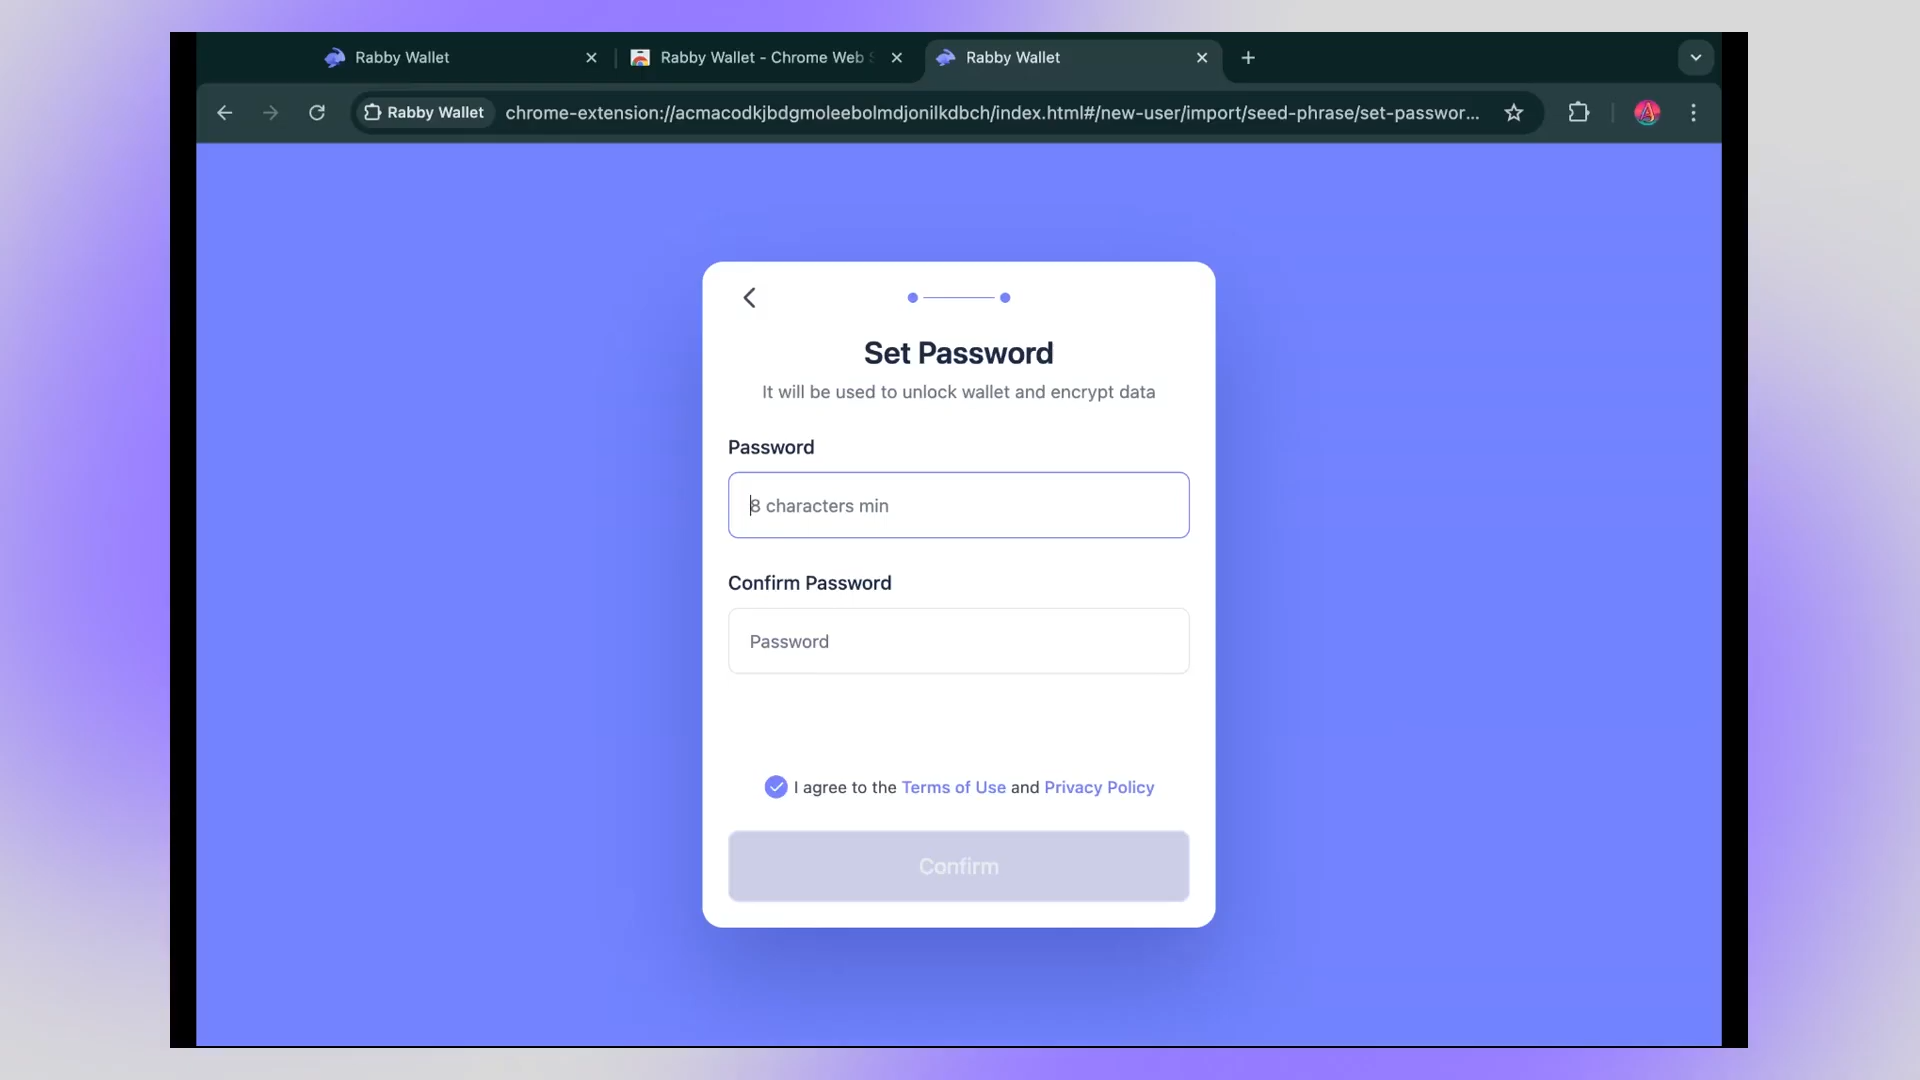 Rabby Wallet
Rabby Wallet - Chrome Web
Rabby Wallet
Rabby Wallet
chrome-extension://acmacodkjbdgmoleebolmdjonilkdbch/index.html#/new-user/import/seed-phrase/set-passwor...
Set Password
It will be used to unlock wallet and encrypt data
Password
8 characters min
Confirm Password
Password
I agree to the Terms of Use and Privacy Policy
Confirm